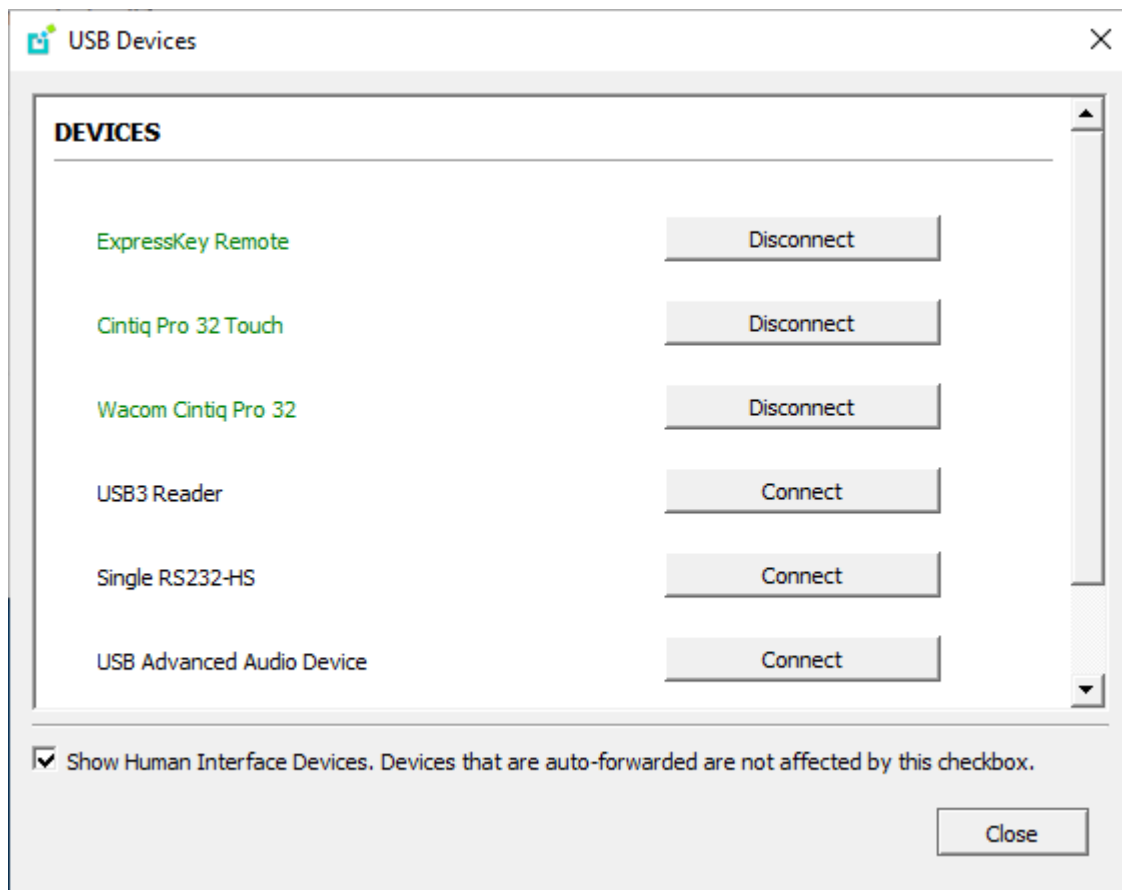 USB Devices
DEVICES
ExpressKey Remote
Disconnect
Cintiq Pro 32 Touch
Disconnect
Wacom Cintiq Pro 32
Disconnect
USB3 Reader
Connect
Single RS232-HS
Connect
USB Advanced Audio Device
Connect
Show Human Interface Devices. Devices that are auto-forwarded are not affected by this checkbox.
Close